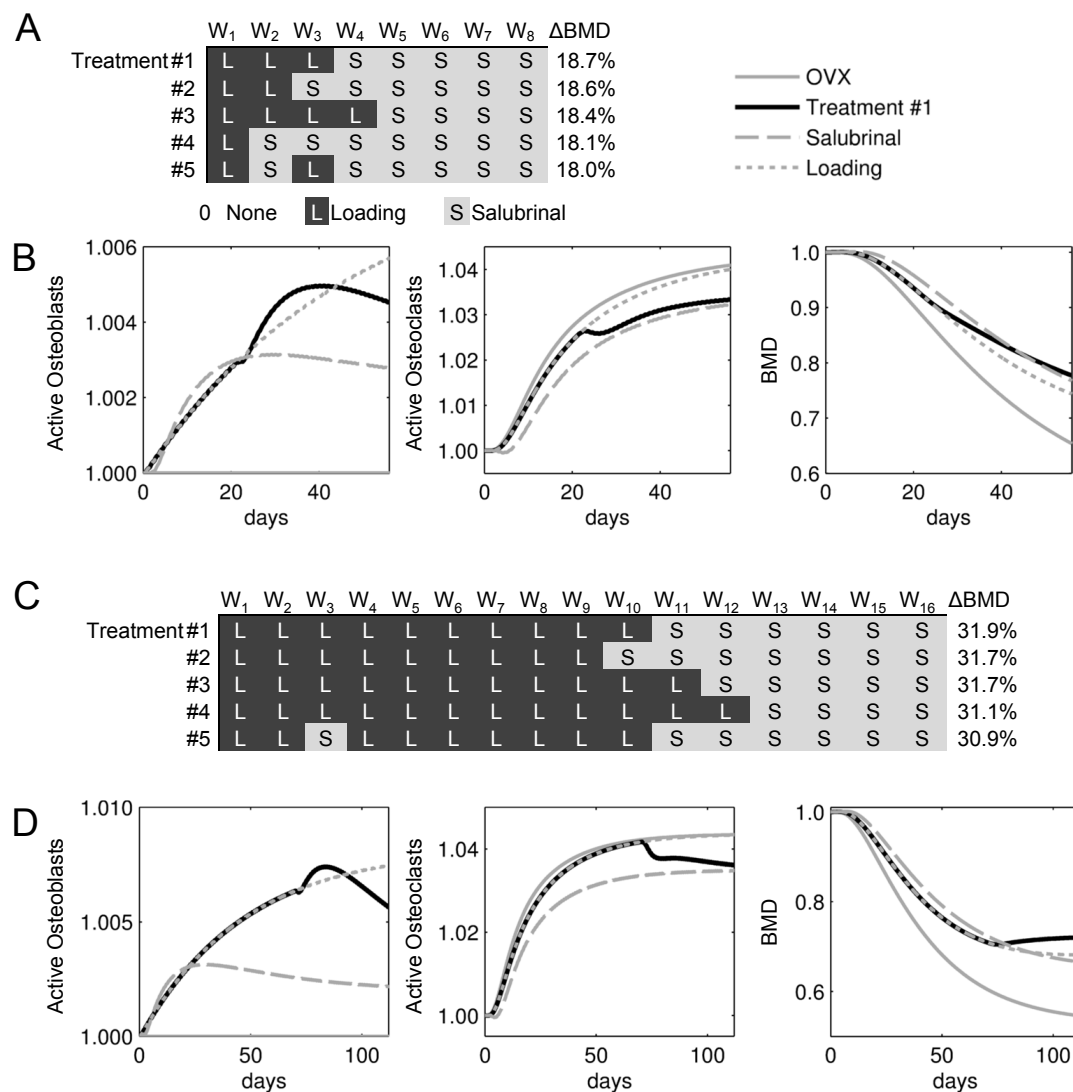 A
W1 W2 W3 W4 W5 W6 W7 W8 ΔBMD
Treatment #1 L L L S S S S S 18.7%
#2 L L S S S S S S 18.6%
#3 L L L L S S S S 18.4%
#4 L S S S S S S S 18.1%
#5 L S L S S S S S 18.0%
0 None L Loading S Salubrinal
OVX
Treatment #1
Salubrinal
Loading
B
Active Osteoblasts
1.006
1.004
1.002
1.000
0 20 40
days
Active Osteoclasts
1.04
1.02
1.00
0 20 40
days
BMD
1.0
0.9
0.8
0.7
0.6
0 20 40
days
C
W1 W2 W3 W4 W5 W6 W7 W8 W9 W10 W11 W12 W13 W14 W15 W16 ΔBMD
Treatment #1 L L L L L L L L L L S S S S S S 31.9%
#2 L L L L L L L L L S S S S S S S 31.7%
#3 L L L L L L L L L L L S S S S S 31.7%
#4 L L L L L L L L L L L L S S S S 31.1%
#5 L L S L L L L L L L S S S S S S 30.9%
D
Active Osteoblasts
1.010
1.005
1.000
0 50 100
days
Active Osteoclasts
1.04
1.02
1.00
0 50 100
days
BMD
1.0
0.8
0.6
0 50 100
days